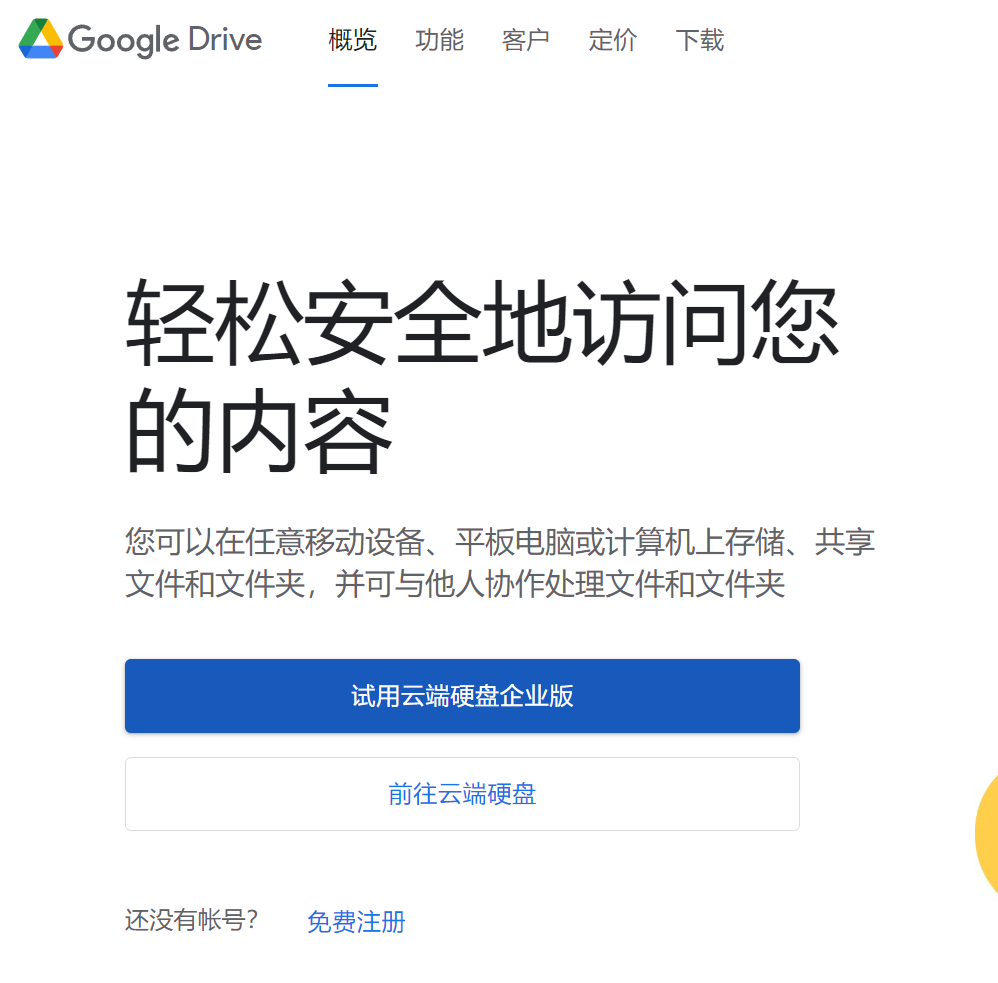 Google Drive 概览 功能 客户 定价 下载
轻松安全地访问您
的内容
您可以在任意移动设备、平板电脑或计算机上存储、共享
文件和文件夹，并可与他人协作处理文件和文件夹
试用云端硬盘企业版
前往云端硬盘
还没有帐号？ 免费注册